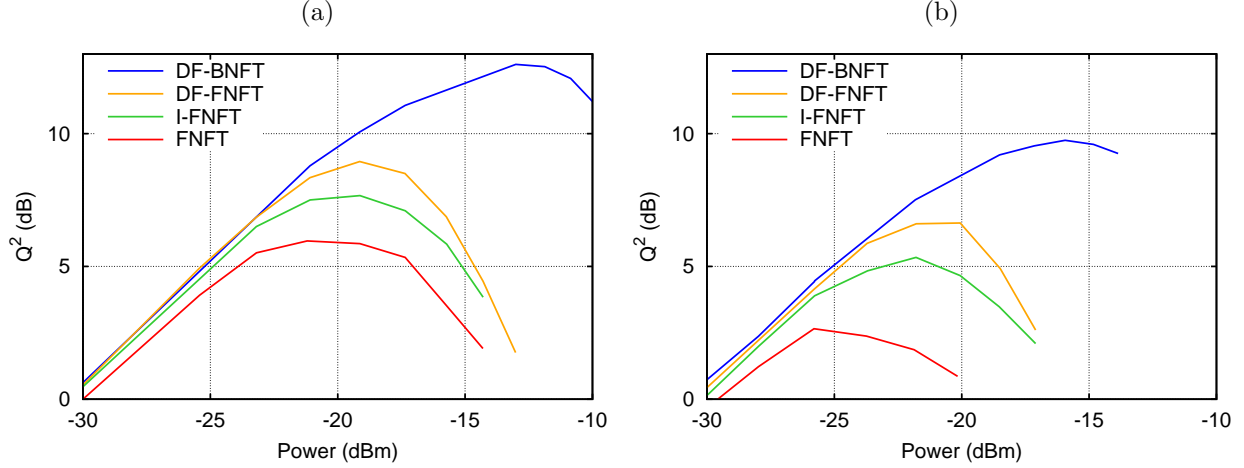 (a)
Q² (dB)
10
5
0
DF-BNFT
DF-FNFT
I-FNFT
FNFT
-30 -25 -20 -15 -10
Power (dBm)
(b)
Q² (dB)
10
5
0
DF-BNFT
DF-FNFT
I-FNFT
FNFT
-30 -25 -20 -15 -10
Power (dBm)